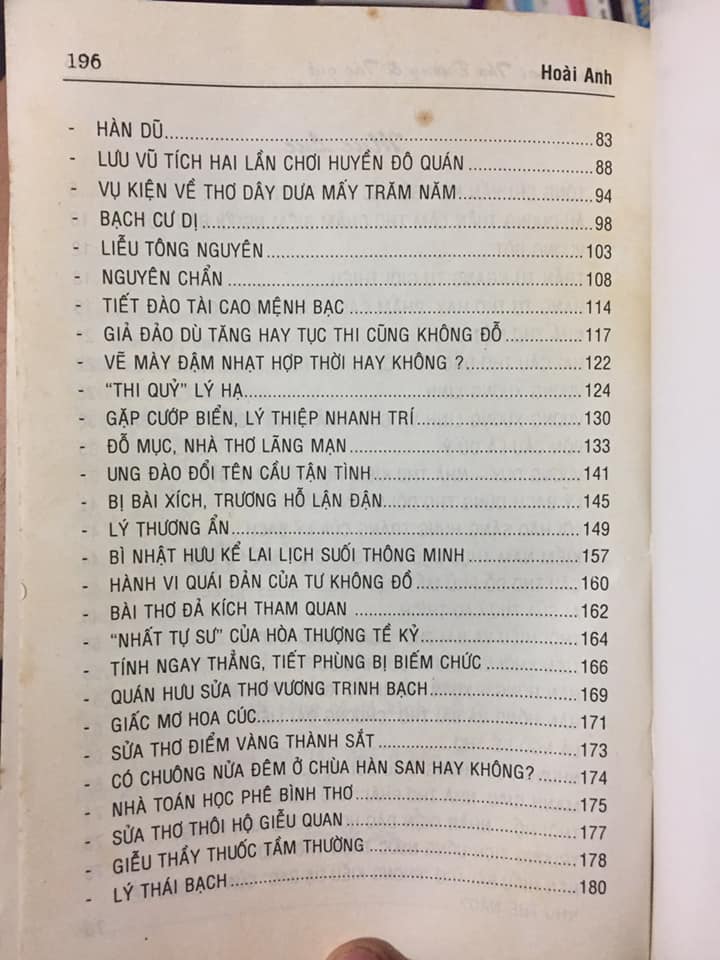 196
Hoài Anh
- HÀN DŨ........................83
- LƯU VŨ TÍCH HAI LẦN CHƠI HUYỀN ĐÔ QUÁN........................88
- VỤ KIỆN VỀ THƠ DÂY DƯA MẤY TRĂM NĂM........................94
- BẠCH CƯ DỊ........................98
- LIỄU TÔNG NGUYÊN........................103
- NGUYÊN CHẨN........................108
- TIẾT ĐÀO TÀI CAO MỆNH BẠC........................114
- GIẢ ĐẢO DÙ TĂNG HAY TỤC THI CŨNG KHÔNG ĐỖ........................117
- VẼ MÀY ĐẬM NHẠT HỢP THỜI HAY KHÔNG ?........................122
- "THI QUỶ" LÝ HẠ........................124
- GẶP CƯỚP BIỂN, LÝ THIỆP NHANH TRÍ........................130
- ĐỖ MỤC, NHÀ THƠ LÃNG MẠN........................133
- UNG ĐÀO ĐỔI TÊN CẦU TẬN TÌNH........................141
- BỊ BÀI XÍCH, TRƯƠNG HỖ LẬN ĐẬN........................145
- LÝ THƯƠNG ẨN........................149
- BÌ NHẬT HƯU KỂ LAI LỊCH SUỐI THÔNG MINH........................157
- HÀNH VI QUÁI ĐẢN CỦA TƯ KHÔNG ĐỒ........................160
- BÀI THƠ ĐẢ KÍCH THAM QUAN........................162
- "NHẤT TỰ SƯ" CỦA HÒA THƯỢNG TỀ KỶ........................164
- TÍNH NGAY THẲNG, TIẾT PHÙNG BỊ BIẾM CHỨC........................166
- QUÁN HƯU SỬA THƠ VƯƠNG TRINH BẠCH........................169
- GIẤC MƠ HOA CÚC........................171
- SỬA THƠ ĐIỂM VÀNG THÀNH SẮT........................173
- CÓ CHUÔNG NỬA ĐÊM Ở CHÙA HÀN SAN HAY KHÔNG?........................174
- NHÀ TOÁN HỌC PHÊ BÌNH THƠ........................175
- SỬA THƠ THÔI HỘ GIỄU QUAN........................177
- GIỄU THẦY THUỐC TẦM THƯỜNG........................178
- LÝ THÁI BẠCH........................180